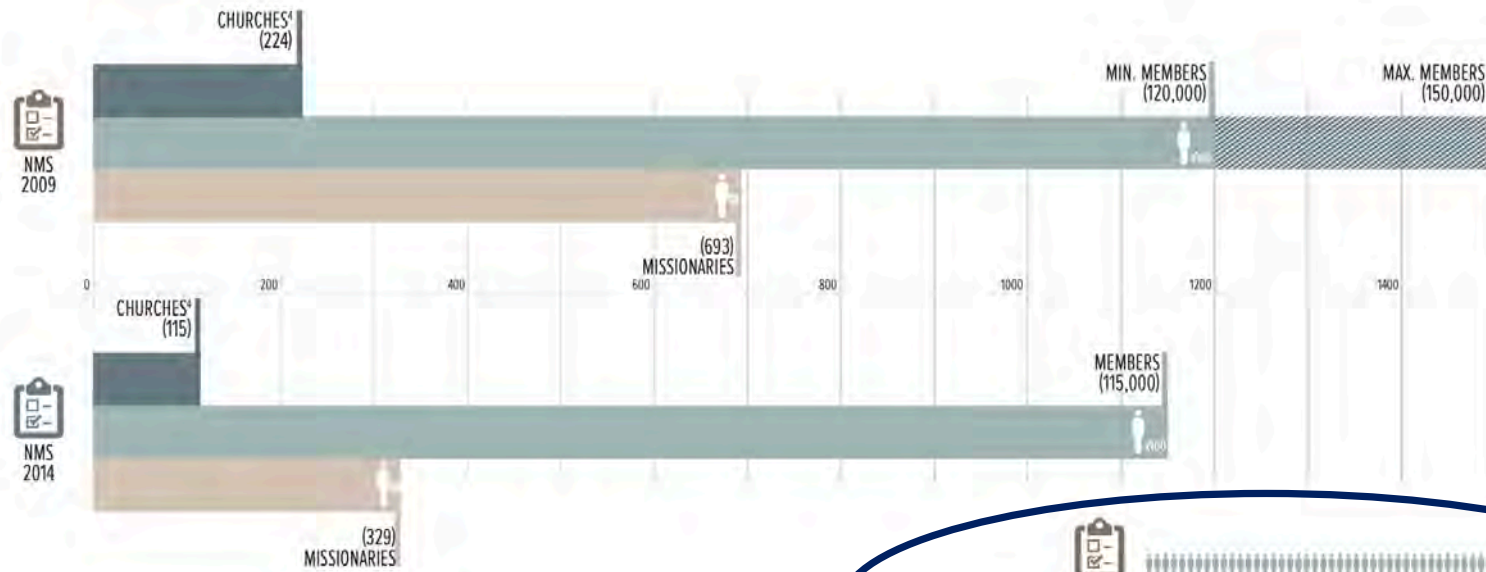 CHURCHES⁴
(224)
MIN. MEMBERS
(120,000)
MAX. MEMBERS
(150,000)
NMS
2009
(693)
MISSIONARIES
0
200
400
600
800
1000
1200
1400
CHURCHES⁴
(115)
MEMBERS
(115,000)
NMS
2014
(329)
MISSIONARIES